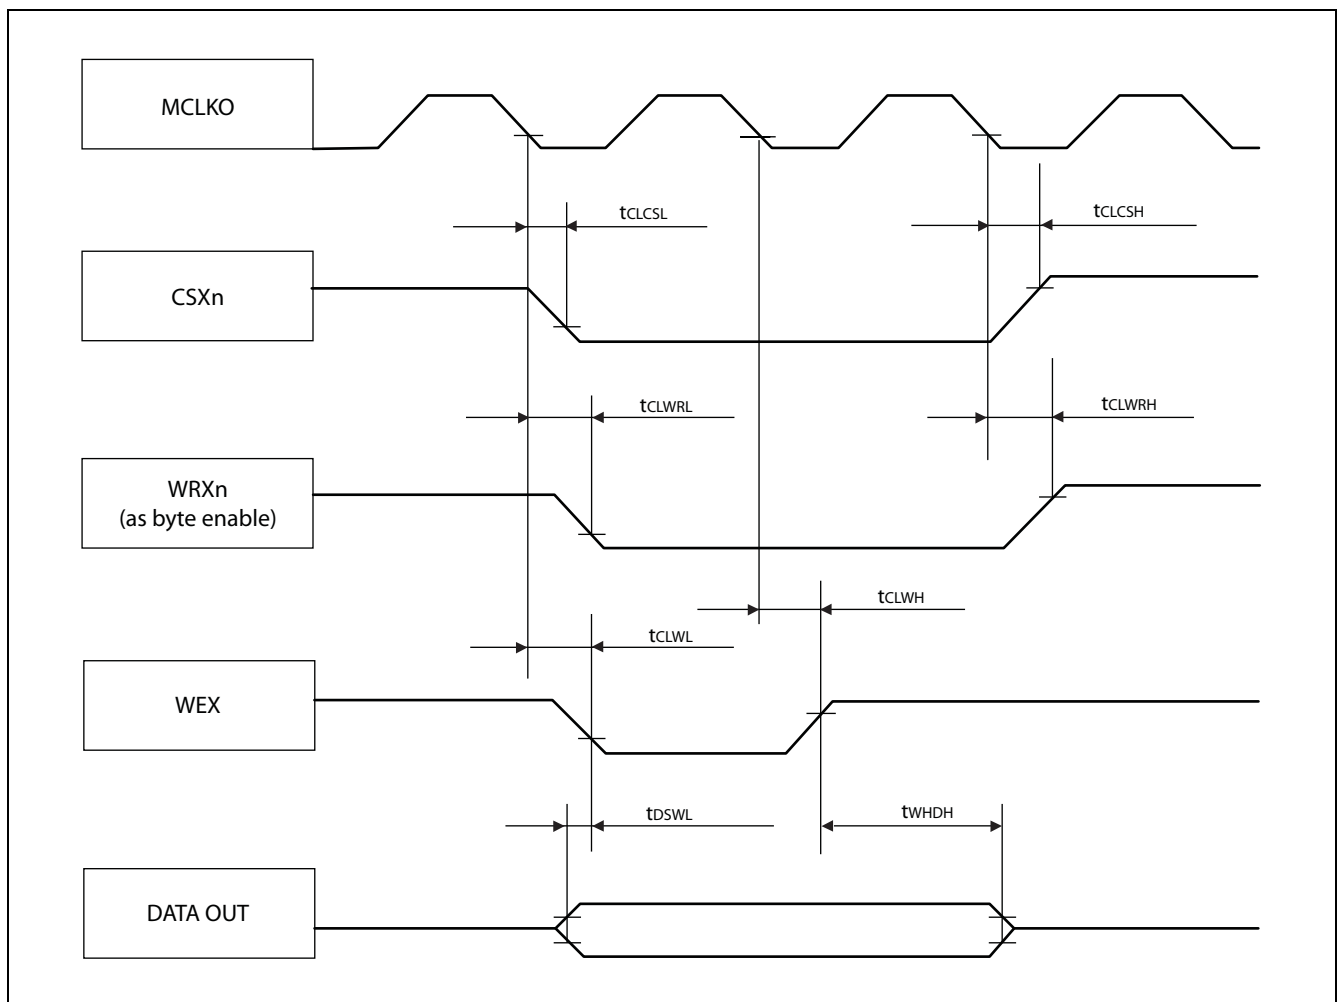 MCLKO
tCLCSL
tCLCSH
CSXn
tCLWRL
tCLWRH
WRXn
(as byte enable)
tCLWH
tCLWL
WEX
tDSWL
tWHDH
DATA OUT